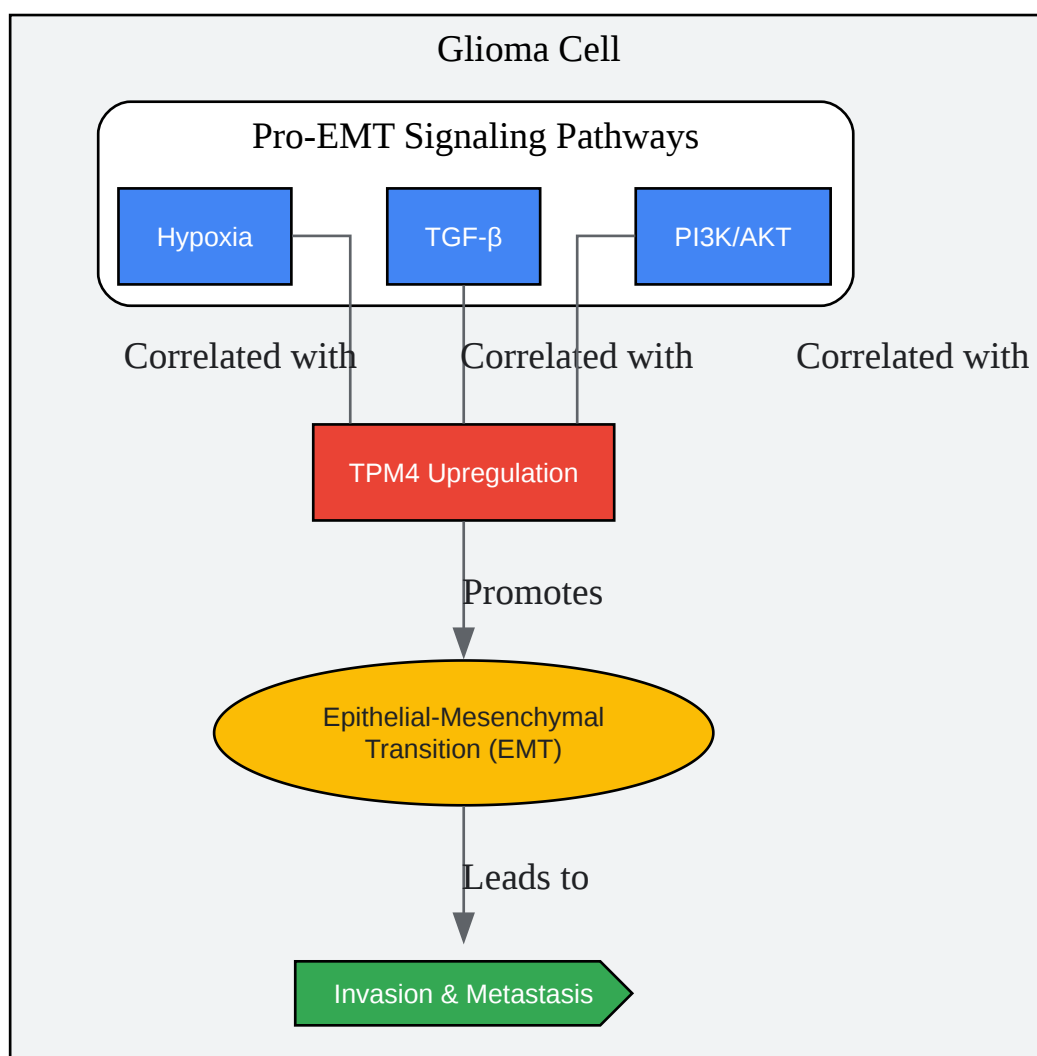 Glioma Cell
Pro-EMT Signaling Pathways
Hypoxia
TGF-β
PI3K/AKT
Correlated with
Correlated with
Correlated with
TPM4 Upregulation
Promotes
Epithelial-Mesenchymal
Transition (EMT)
Leads to
Invasion & Metastasis